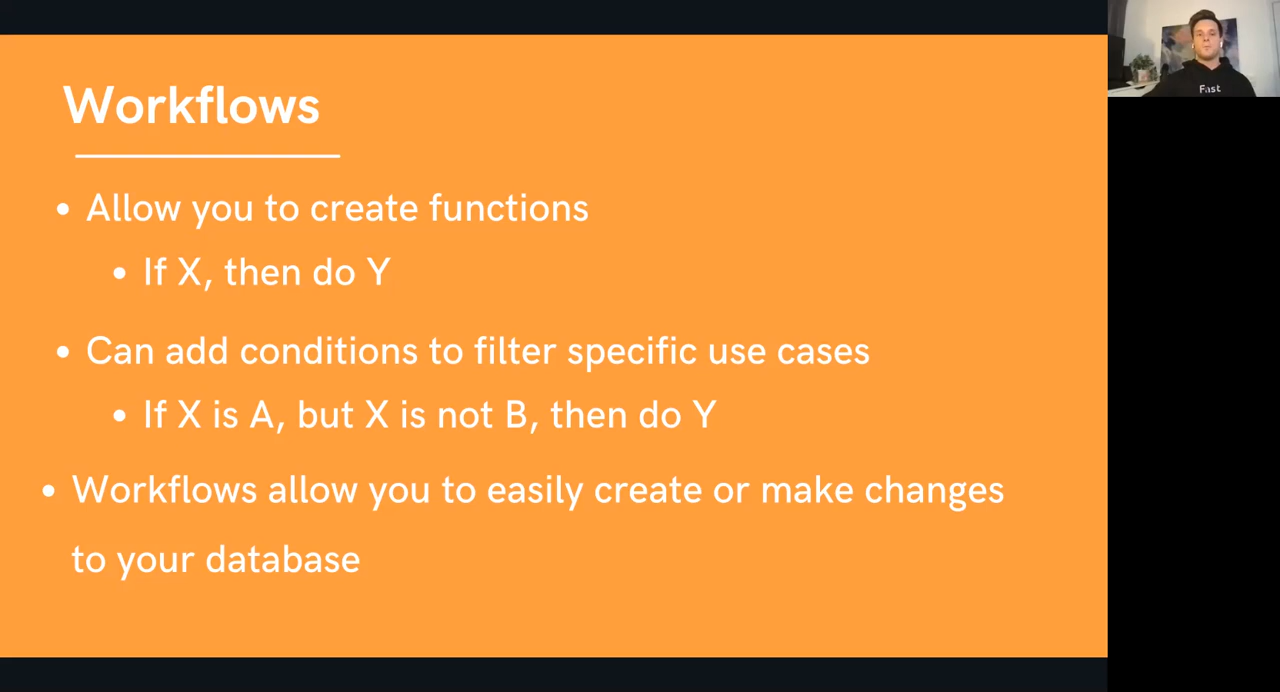 Workflows
• Allow you to create functions
• If X, then do Y
• Can add conditions to filter specific use cases
• If X is A, but X is not B, then do Y
• Workflows allow you to easily create or make changes
to your database
Fast